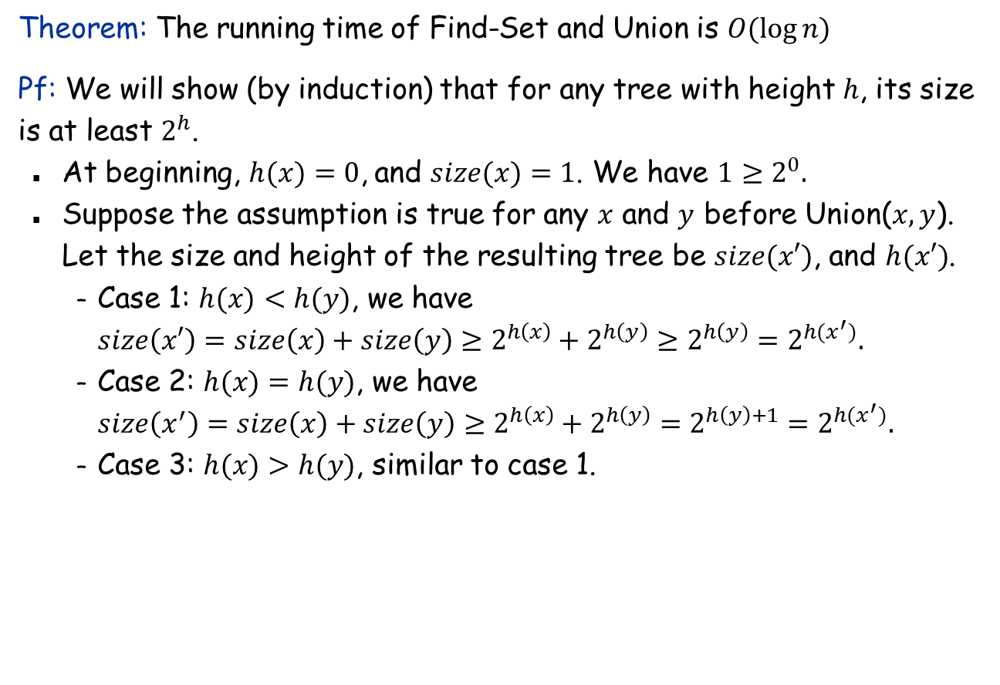 Theorem: The running time of Find-Set and Union is 𝑂(log 𝑛)
Pf: We will show (by induction) that for any tree with height ℎ, its size
is at least 2^ℎ.
▪ At beginning, ℎ(𝑥) = 0, and 𝑠𝑖𝑧𝑒(𝑥) = 1. We have 1 ≥ 2^0.
▪ Suppose the assumption is true for any 𝑥 and 𝑦 before Union(𝑥, 𝑦).
Let the size and height of the resulting tree be 𝑠𝑖𝑧𝑒(𝑥′), and ℎ(𝑥′).
- Case 1: ℎ(𝑥) < ℎ(𝑦), we have
𝑠𝑖𝑧𝑒(𝑥′) = 𝑠𝑖𝑧𝑒(𝑥) + 𝑠𝑖𝑧𝑒(𝑦) ≥ 2^ℎ(𝑥) + 2^ℎ(𝑦) ≥ 2^ℎ(𝑦) = 2^ℎ(𝑥′).
- Case 2: ℎ(𝑥) = ℎ(𝑦), we have
𝑠𝑖𝑧𝑒(𝑥′) = 𝑠𝑖𝑧𝑒(𝑥) + 𝑠𝑖𝑧𝑒(𝑦) ≥ 2^ℎ(𝑥) + 2^ℎ(𝑦) = 2^ℎ(𝑦)+1 = 2^ℎ(𝑥′).
- Case 3: ℎ(𝑥) > ℎ(𝑦), similar to case 1.